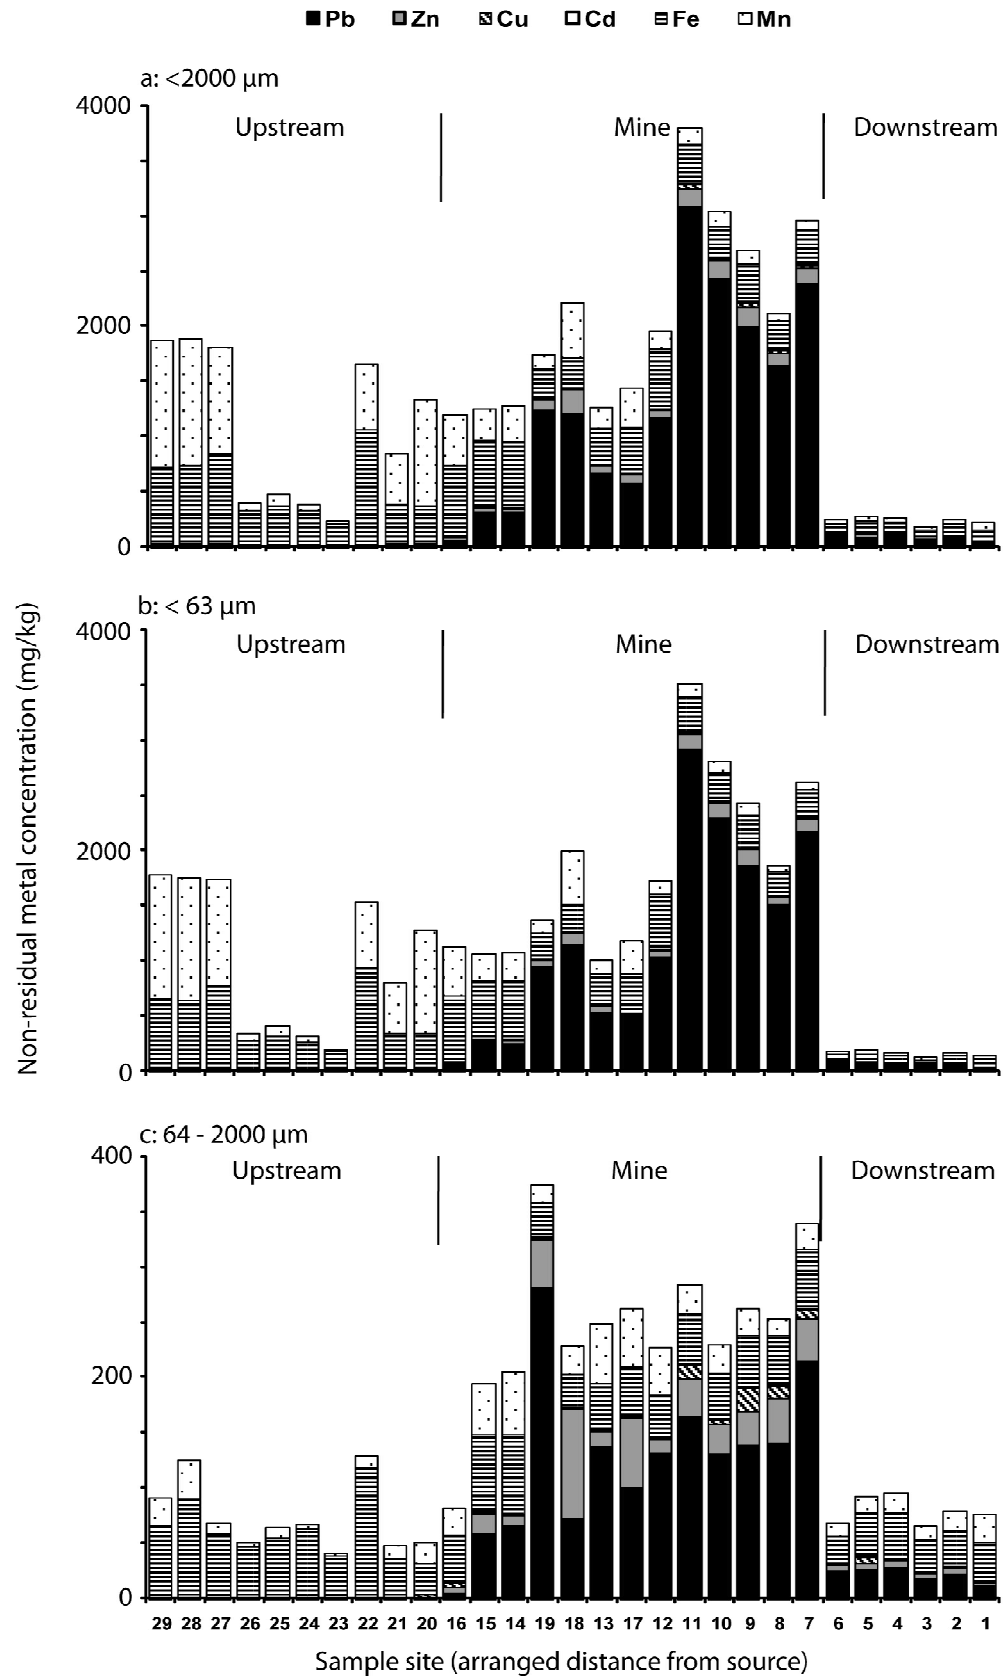 Pb Zn Cu Cd Fe Mn
a: <2000 µm
4000
Upstream Mine Downstream
2000
0
b: < 63 µm
4000
Upstream Mine Downstream
2000
0
Non-residual metal concentration (mg/kg)
c: 64 - 2000 µm
400
Upstream Mine Downstream
200
0
29 28 27 26 25 24 23 22 21 20 16 15 14 19 18 13 17 12 11 10 9 8 7 6 5 4 3 2 1
Sample site (arranged distance from source)